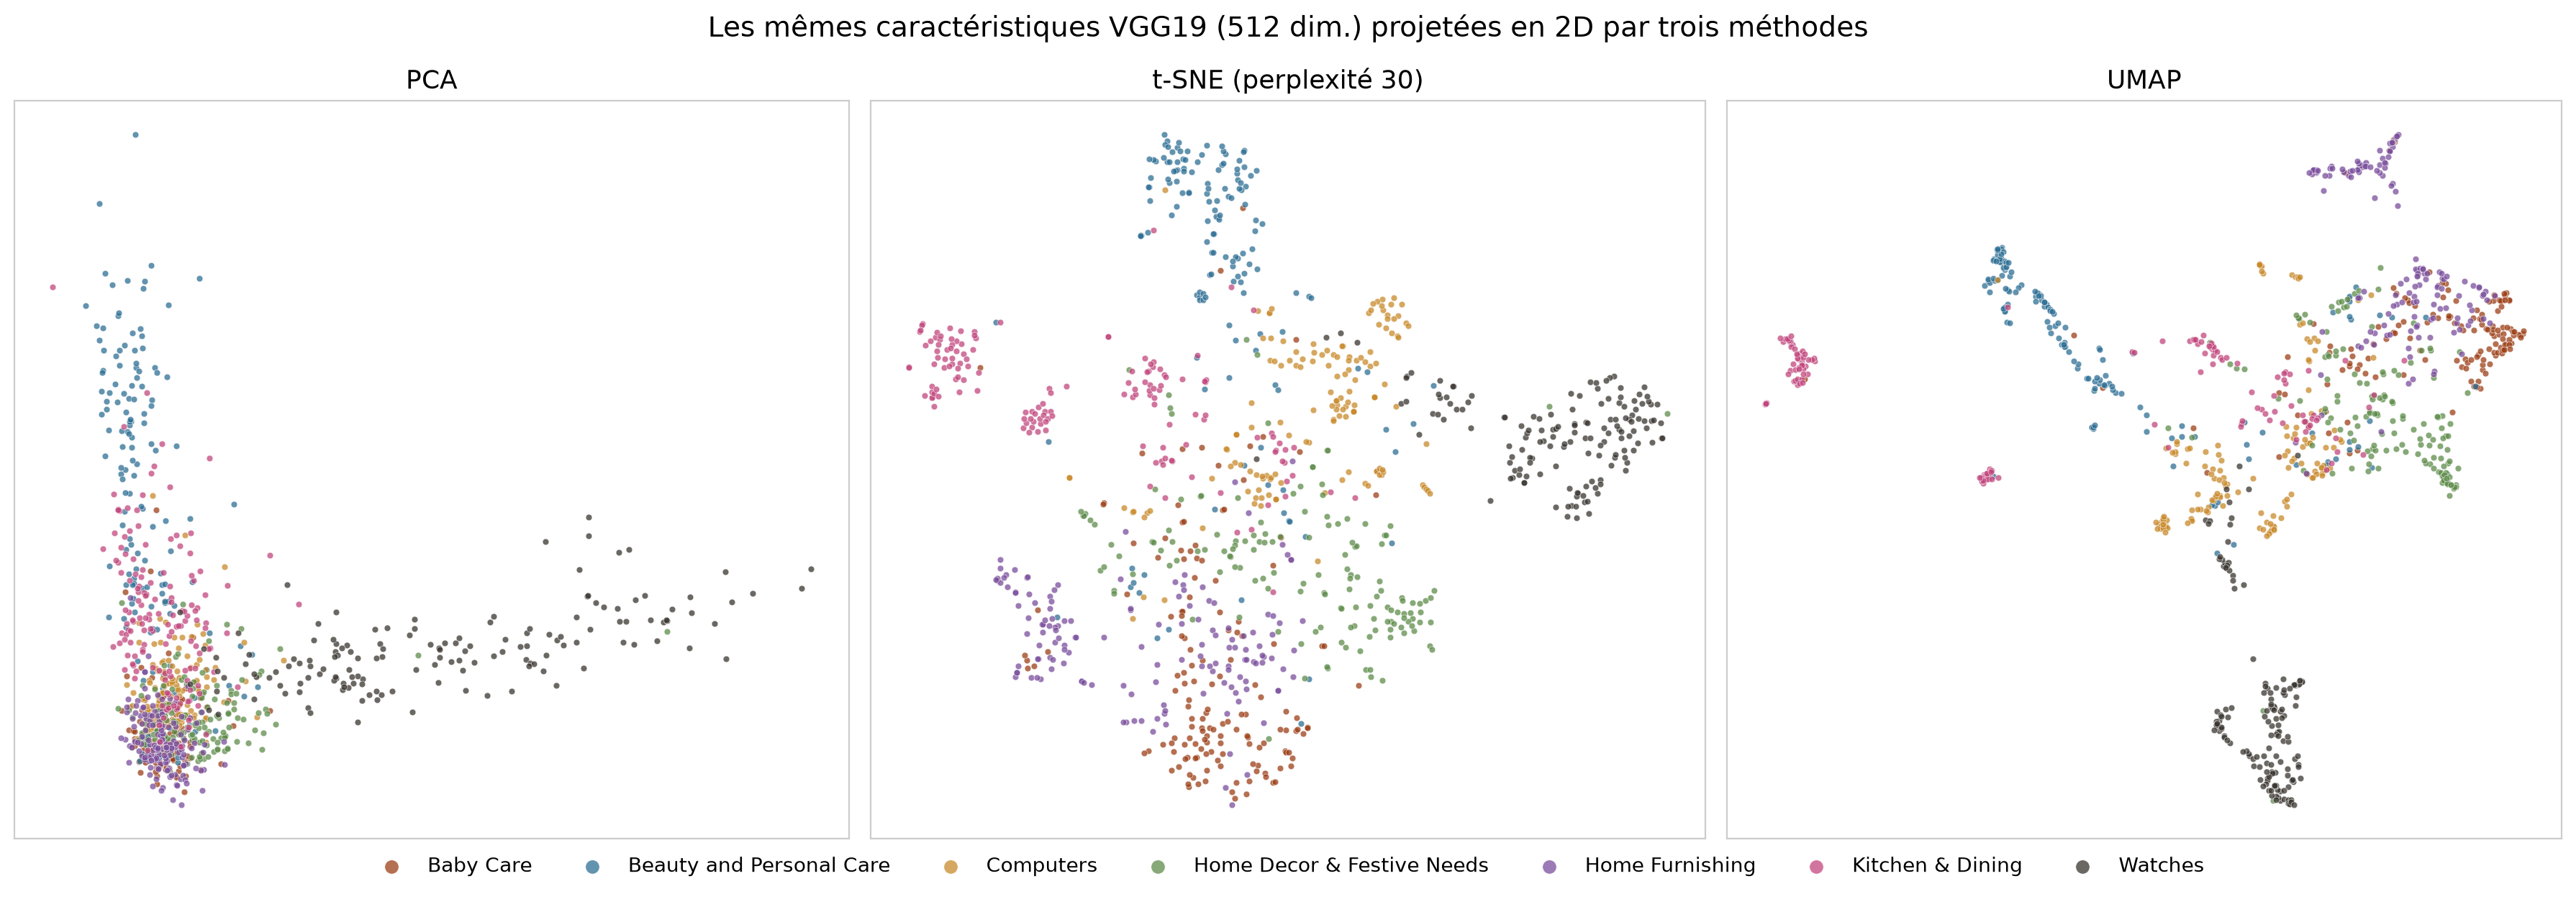 Les mêmes caractéristiques VGG19 (512 dim.) projetées en 2D par trois méthodes
PCA
t-SNE (perplexité 30)
UMAP
Baby Care
Beauty and Personal Care
Computers
Home Decor & Festive Needs
Home Furnishing
Kitchen & Dining
Watches